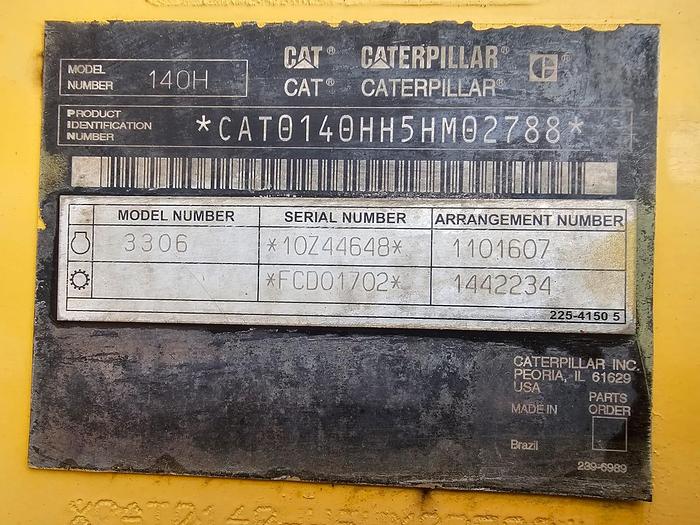 CAT® CATERPILLAR® C
MODEL NUMBER 140H
CAT® CATERPILLAR®
PRODUCT IDENTIFICATION NUMBER *CAT0140HH5HM02788*
MODEL NUMBER SERIAL NUMBER ARRANGEMENT NUMBER
3306 *10Z44648* 1101607
*FCD01702* 1442234
225-4150 5
CATERPILLAR INC.
PEORIA, IL 61629
USA
MADE IN PARTS ORDER
Brazil
239-6989